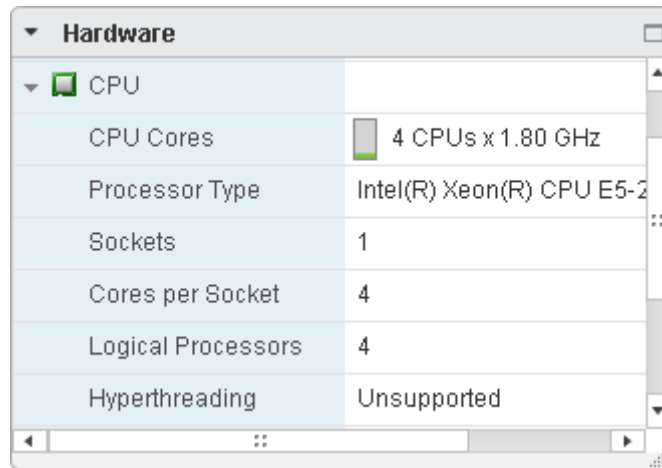 Hardware
CPU
CPU Cores 4 CPUs x 1.80 GHz
Processor Type Intel(R) Xeon(R) CPU E5-2
Sockets 1
Cores per Socket 4
Logical Processors 4
Hyperthreading Unsupported